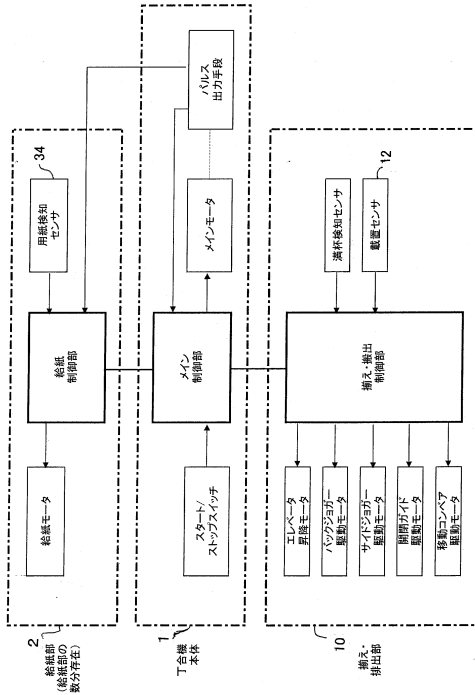 2
給紙部
(給紙部の
数分存在)
給紙モータ
給紙
制御部
用紙検知
センサ
34
1
丁合機
本体
スタート/
ストップスイッチ
メイン
制御部
メインモータ
パルス
出力手段
10
揃え・
排出部
エレベータ
昇降モータ
バックジョガー
駆動モータ
サイドジョガー
駆動モータ
開閉ガイド
駆動モータ
移動コンベア
駆動モータ
揃え・搬出
制御部
満杯検知センサ
載置センサ
12